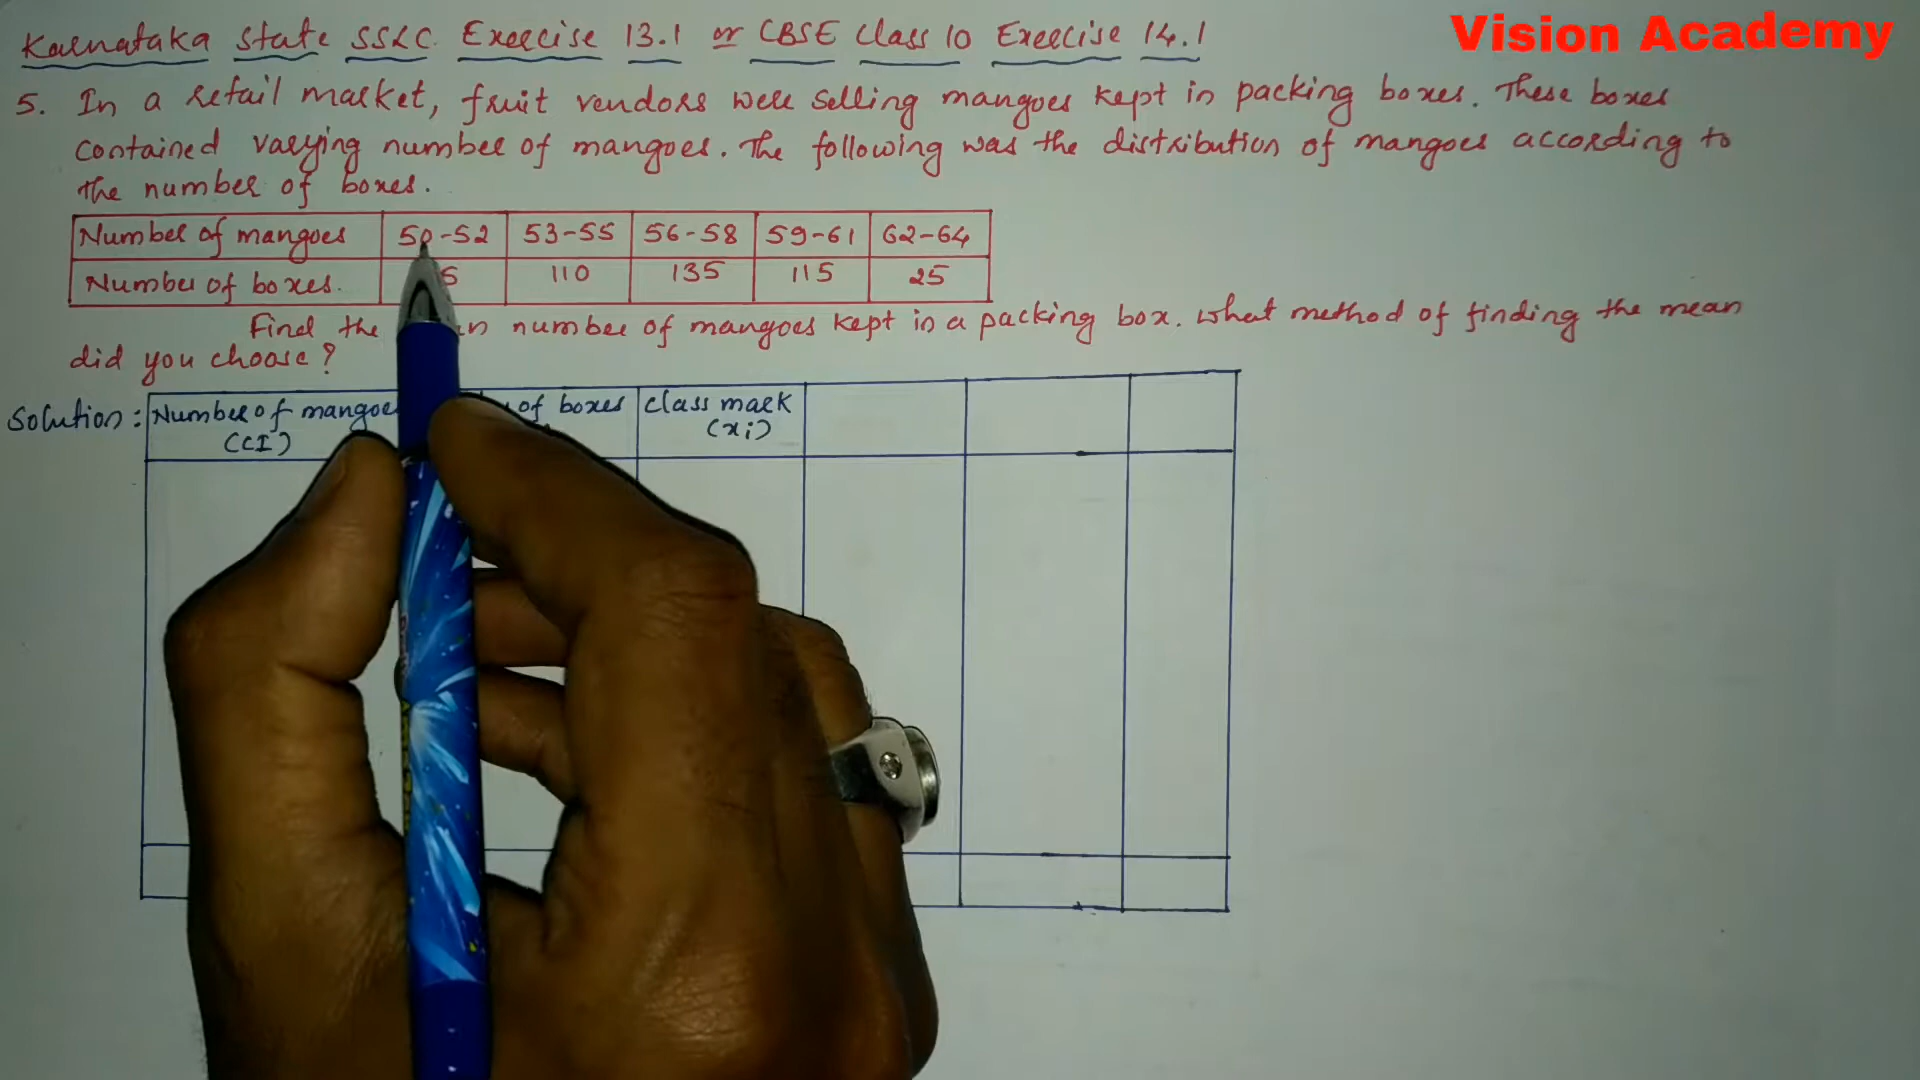 Karnataka State SSLC Exercise 13.1 or CBSE Class 10 Exercise 14.1
Vision Academy
5. In a retail market, fruit vendors were selling mangoes kept in packing boxes. These boxes
contained varying number of mangoes. The following was the distribution of mangoes according to
the number of boxes.
Number of mangoes 50-52 53-55 56-58 59-61 62-64
Number of boxes. 5 110 135 115 25
Find the number of mangoes kept in a packing box. What method of finding the mean
did you choose?
Solution: Number of mangoes of boxes class mark
(CI) (xi)